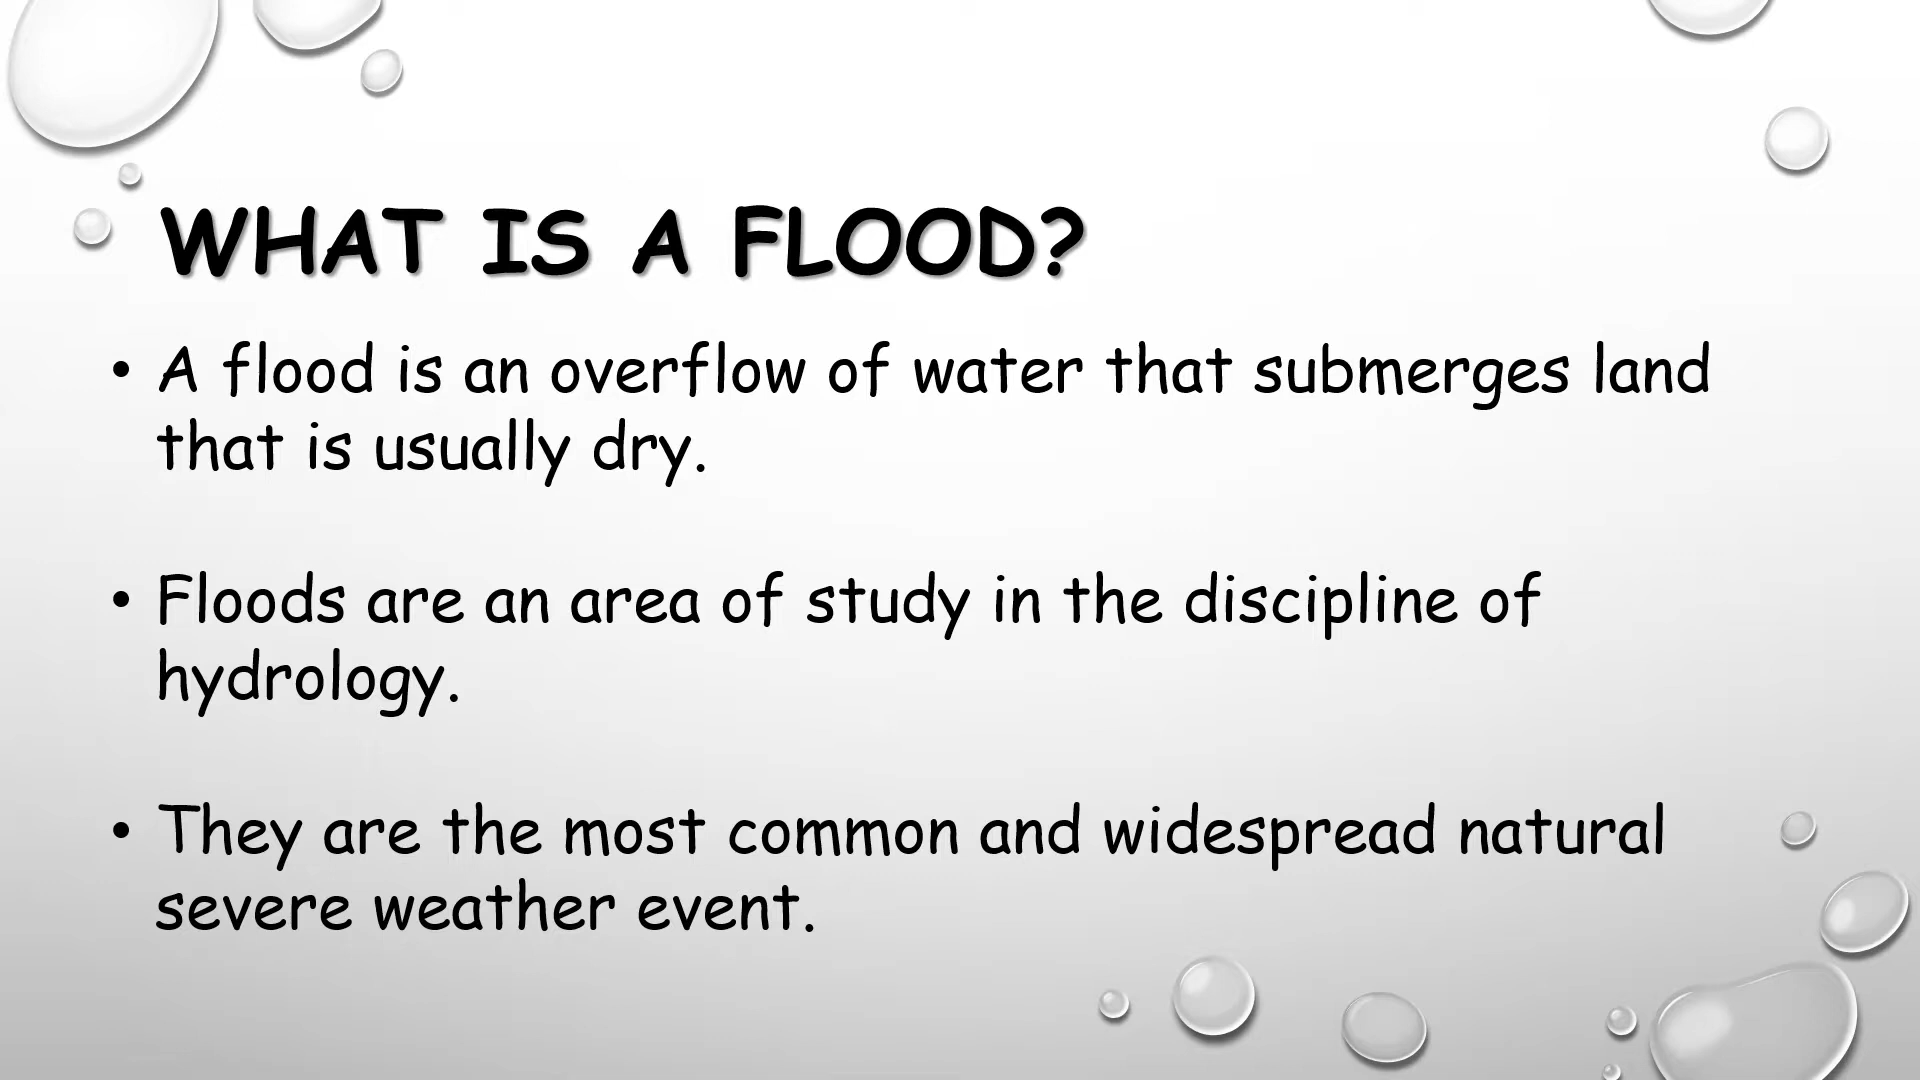 WHAT IS A FLOOD?
• A flood is an overflow of water that submerges land
that is usually dry.
• Floods are an area of study in the discipline of
hydrology.
• They are the most common and widespread natural
severe weather event.